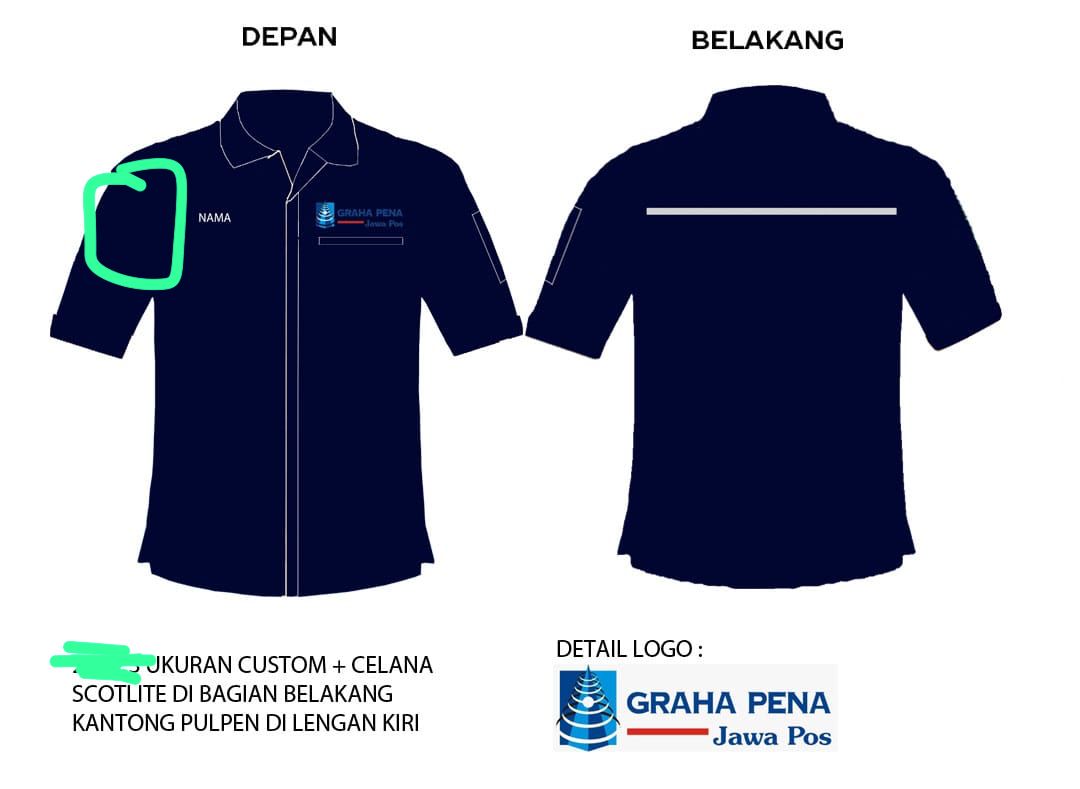 DEPAN
BELAKANG
NAMA
GRAHA PENA
Jawa Pos
UKURAN CUSTOM + CELANA
SCOTLITE DI BAGIAN BELAKANG
KANTONG PULPEN DI LENGAN KIRI
DETAIL LOGO :
GRAHA PENA
Jawa Pos